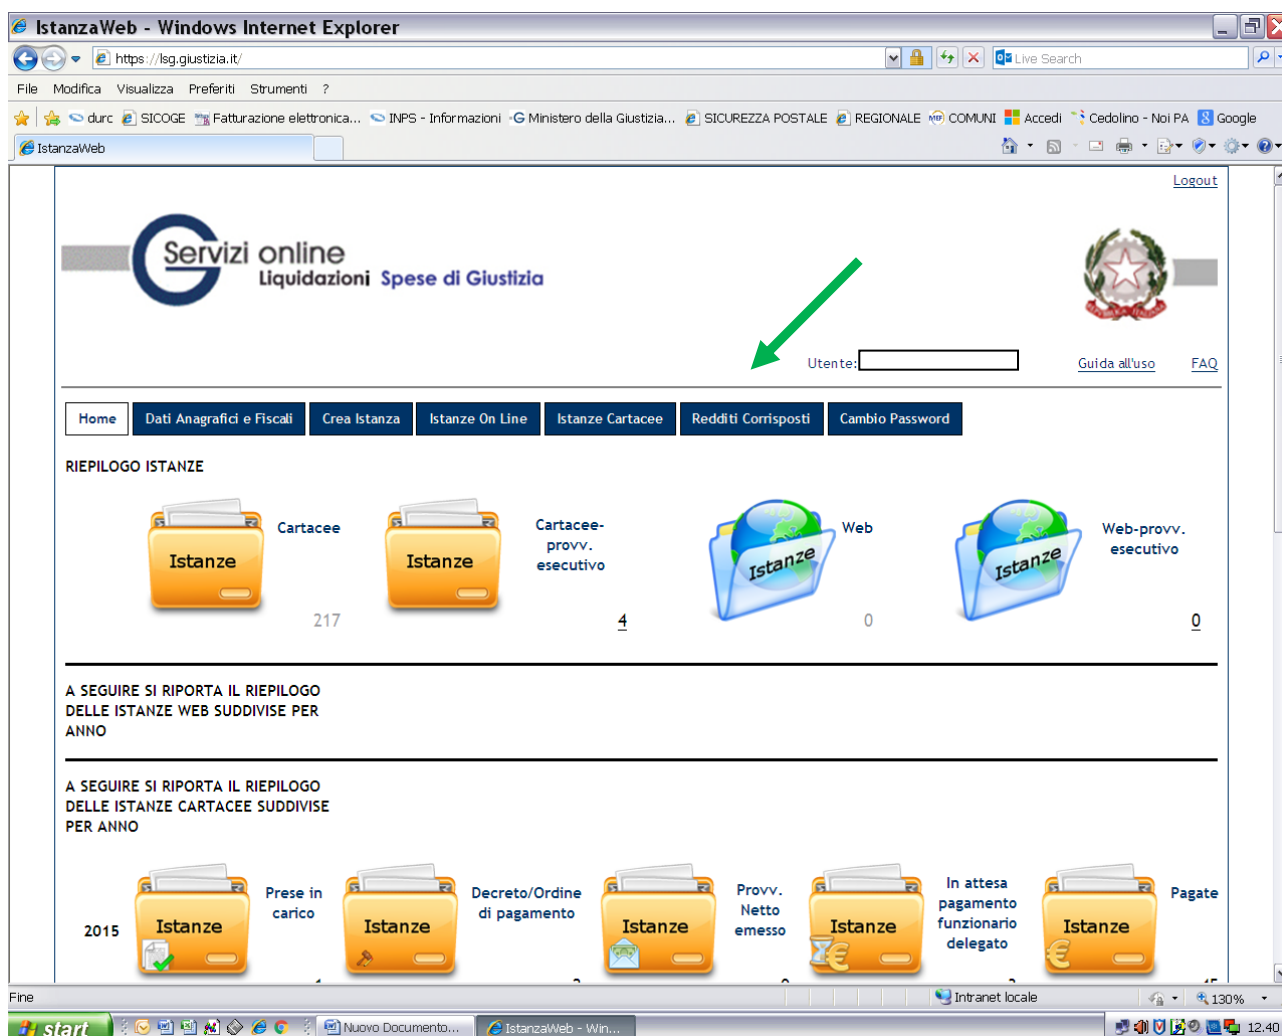 IstanzaWeb - Windows Internet Explorer
https://lsg.giustizia.it/
Live Search
File Modifica Visualizza Preferiti Strumenti ?
durc SICOGE Fatturazione elettronica... INPS - Informazioni Ministero della Giustizia... SICUREZZA POSTALE REGIONALE COMUNI Accedi Cedolino - Noi PA Google
IstanzaWeb
Logout
Servizi online
Liquidazioni Spese di Giustizia
Utente:
Guida all'uso FAQ
Home Dati Anagrafici e Fiscali Crea Istanza Istanze On Line Istanze Cartacee Redditi Corrisposti Cambio Password
RIEPILOGO ISTANZE
Istanze Cartacee 217
Istanze Cartacee-
provv.
esecutivo
4
Istanze Web 0
Istanze Web-provv.
esecutivo
0
A SEGUIRE SI RIPORTA IL RIEPILOGO
DELLE ISTANZE WEB SUDDIVISE PER
ANNO
A SEGUIRE SI RIPORTA IL RIEPILOGO
DELLE ISTANZE CARTACEE SUDDIVISE
PER ANNO
2015
Istanze Prese in
carico
Istanze Decreto/Ordine
di pagamento
Istanze Provv.
Netto
emesso
Istanze In attesa
pagamento
funzionario
delegato
Istanze Pagate
Fine
Intranet locale
130%
start
Nuovo Documento...
IstanzaWeb - Win...
12.40